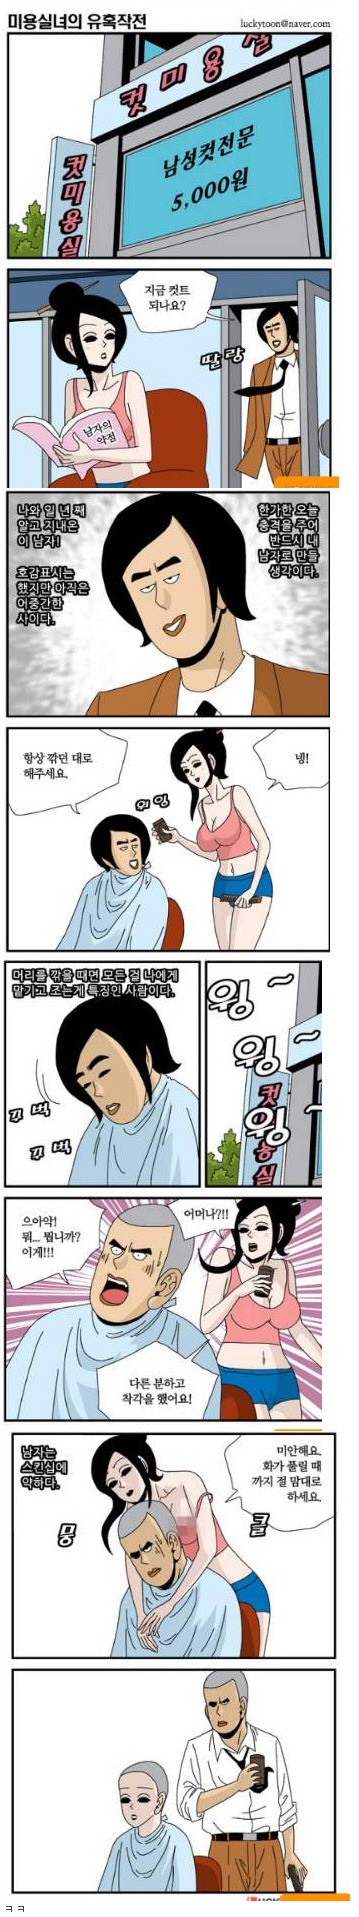 미용실녀의 유혹작전
luckytoon@naver.com
컷미용실
컷미용실
남성컷전문
5,000원
지금 컷트
되나요?
딸랑
남자의
약점
나와 일 년 째
알고 지내온
이 남자!
호감표시는
했지만 아직은
어중간한
사이다.
한가한 오늘
충격을 주어
반드시 내
남자로 만들
생각이다.
항상 깎던 대로
해주세요.
넹!
위잉
머리를 깎을 때면 모든 걸 나에게
맡기고 조는게 특징인 사람이다.
꾸벅
꾸벅
윙~
윙~
윙~
컷
용
실
으아악!
뭐... 뭡니까?
이게!!!
어머나?!!
다른 분하고
착각을 했어요!
남자는
스킨십에
약하다.
미안해요.
화가 풀릴 때
까지 절 맘대로
하세요.
뭉
클
ㅋㅋ